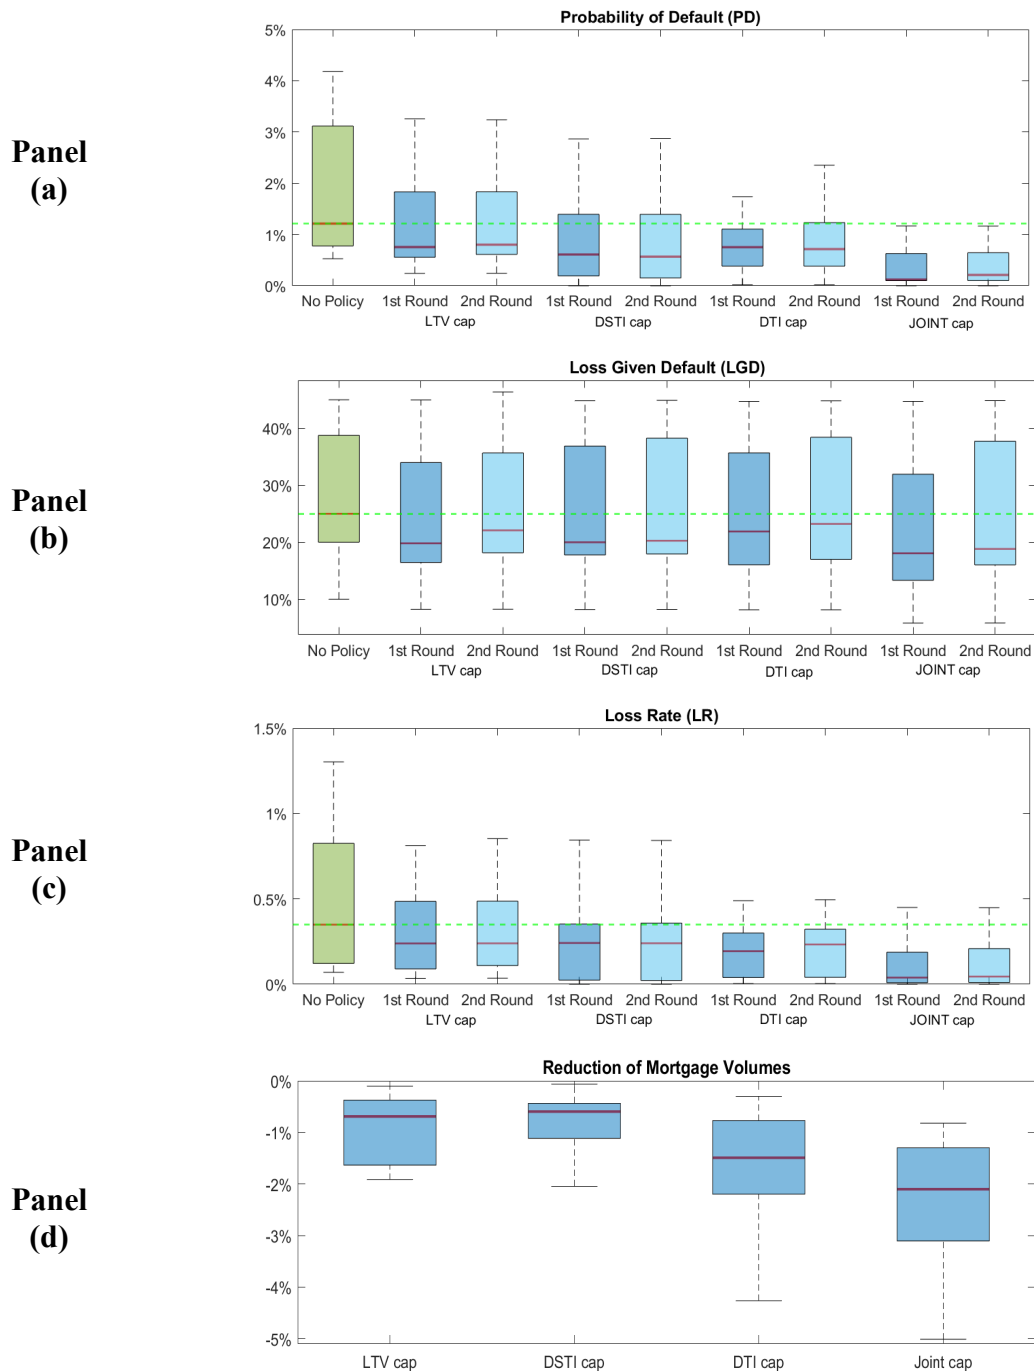 Probability of Default (PD)
Panel
(a)
5%
4%
3%
2%
1%
0%
No Policy 1st Round 2nd Round 1st Round 2nd Round 1st Round 2nd Round 1st Round 2nd Round
LTV cap DSTI cap DTI cap JOINT cap
Loss Given Default (LGD)
Panel
(b)
40%
30%
20%
10%
No Policy 1st Round 2nd Round 1st Round 2nd Round 1st Round 2nd Round 1st Round 2nd Round
LTV cap DSTI cap DTI cap JOINT cap
Loss Rate (LR)
Panel
(c)
1.5%
1%
0.5%
0%
No Policy 1st Round 2nd Round 1st Round 2nd Round 1st Round 2nd Round 1st Round 2nd Round
LTV cap DSTI cap DTI cap JOINT cap
Reduction of Mortgage Volumes
Panel
(d)
0%
-1%
-2%
-3%
-4%
-5%
LTV cap DSTI cap DTI cap Joint cap